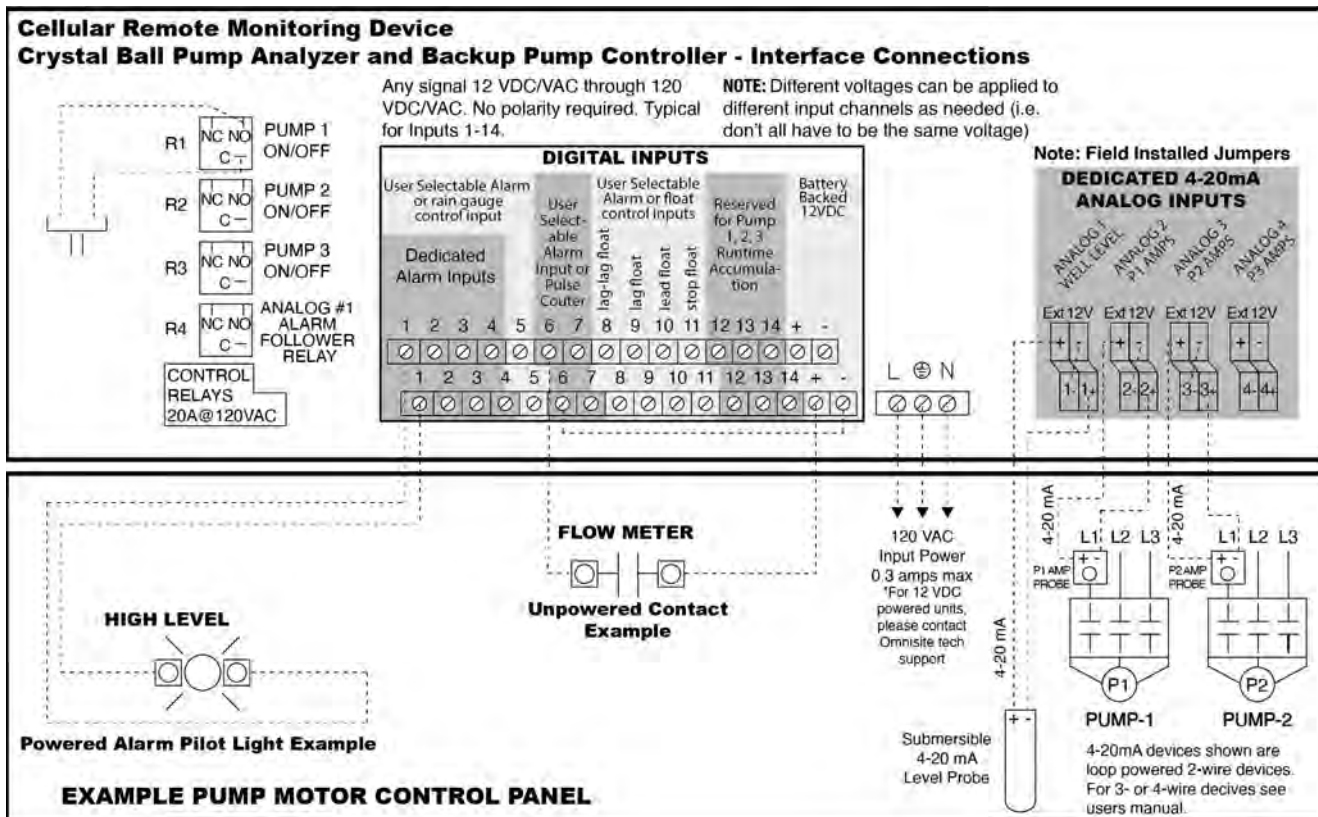 Cellular Remote Monitoring Device
Crystal Ball Pump Analyzer and Backup Pump Controller - Interface Connections
Any signal 12 VDC/VAC through 120
VDC/VAC. No polarity required. Typical
for Inputs 1-14.
NOTE: Different voltages can be applied to
different input channels as needed (i.e.
don't all have to be the same voltage)
R1
NC NO
C
PUMP 1
ON/OFF
R2
NC NO
C
PUMP 2
ON/OFF
R3
NC NO
C
PUMP 3
ON/OFF
R4
NC NO
C
ANALOG #1
ALARM
FOLLOWER
RELAY
CONTROL
RELAYS
20A@120VAC
DIGITAL INPUTS
User Selectable Alarm
or rain gauge
control input
Dedicated
Alarm Inputs
User
Select-
able
Alarm
Input or
Pulse
Couter
User Selectable
Alarm or float
control inputs
lag-lag float
lag float
lead float
stop float
Reserved
for Pump
1, 2, 3
Runtime
Accumula-
tion
Battery
Backed
12VDC
1 2 3 4 5 6 7 8 9 10 11 12 13 14 + -
1 2 3 4 5 6 7 8 9 10 11 12 13 14 + -
L N
Note: Field Installed Jumpers
DEDICATED 4-20mA
ANALOG INPUTS
ANALOG 1
WELL LEVEL
ANALOG 2
P1 AMPS
ANALOG 3
P2 AMPS
ANALOG 4
P3 AMPS
Ext12V Ext12V Ext12V Ext12V
+ - + - + - + -
1- 1+ 2- 2+ 3- 3+ 4- 4+
HIGH LEVEL
Powered Alarm Pilot Light Example
FLOW METER
Unpowered Contact
Example
120 VAC
Input Power
0.3 amps max
*For 12 VDC
powered units,
please contact
Omnisite tech
support
4-20 mA
+ -
Submersible
4-20 mA
Level Probe
4-20 mA
L1 L2 L3
+ -
P1 AMP
PROBE
P1
PUMP-1
4-20 mA
L1 L2 L3
+ -
P2 AMP
PROBE
P2
PUMP-2
4-20mA devices shown are
loop powered 2-wire devices.
For 3- or 4-wire decives see
users manual.
EXAMPLE PUMP MOTOR CONTROL PANEL